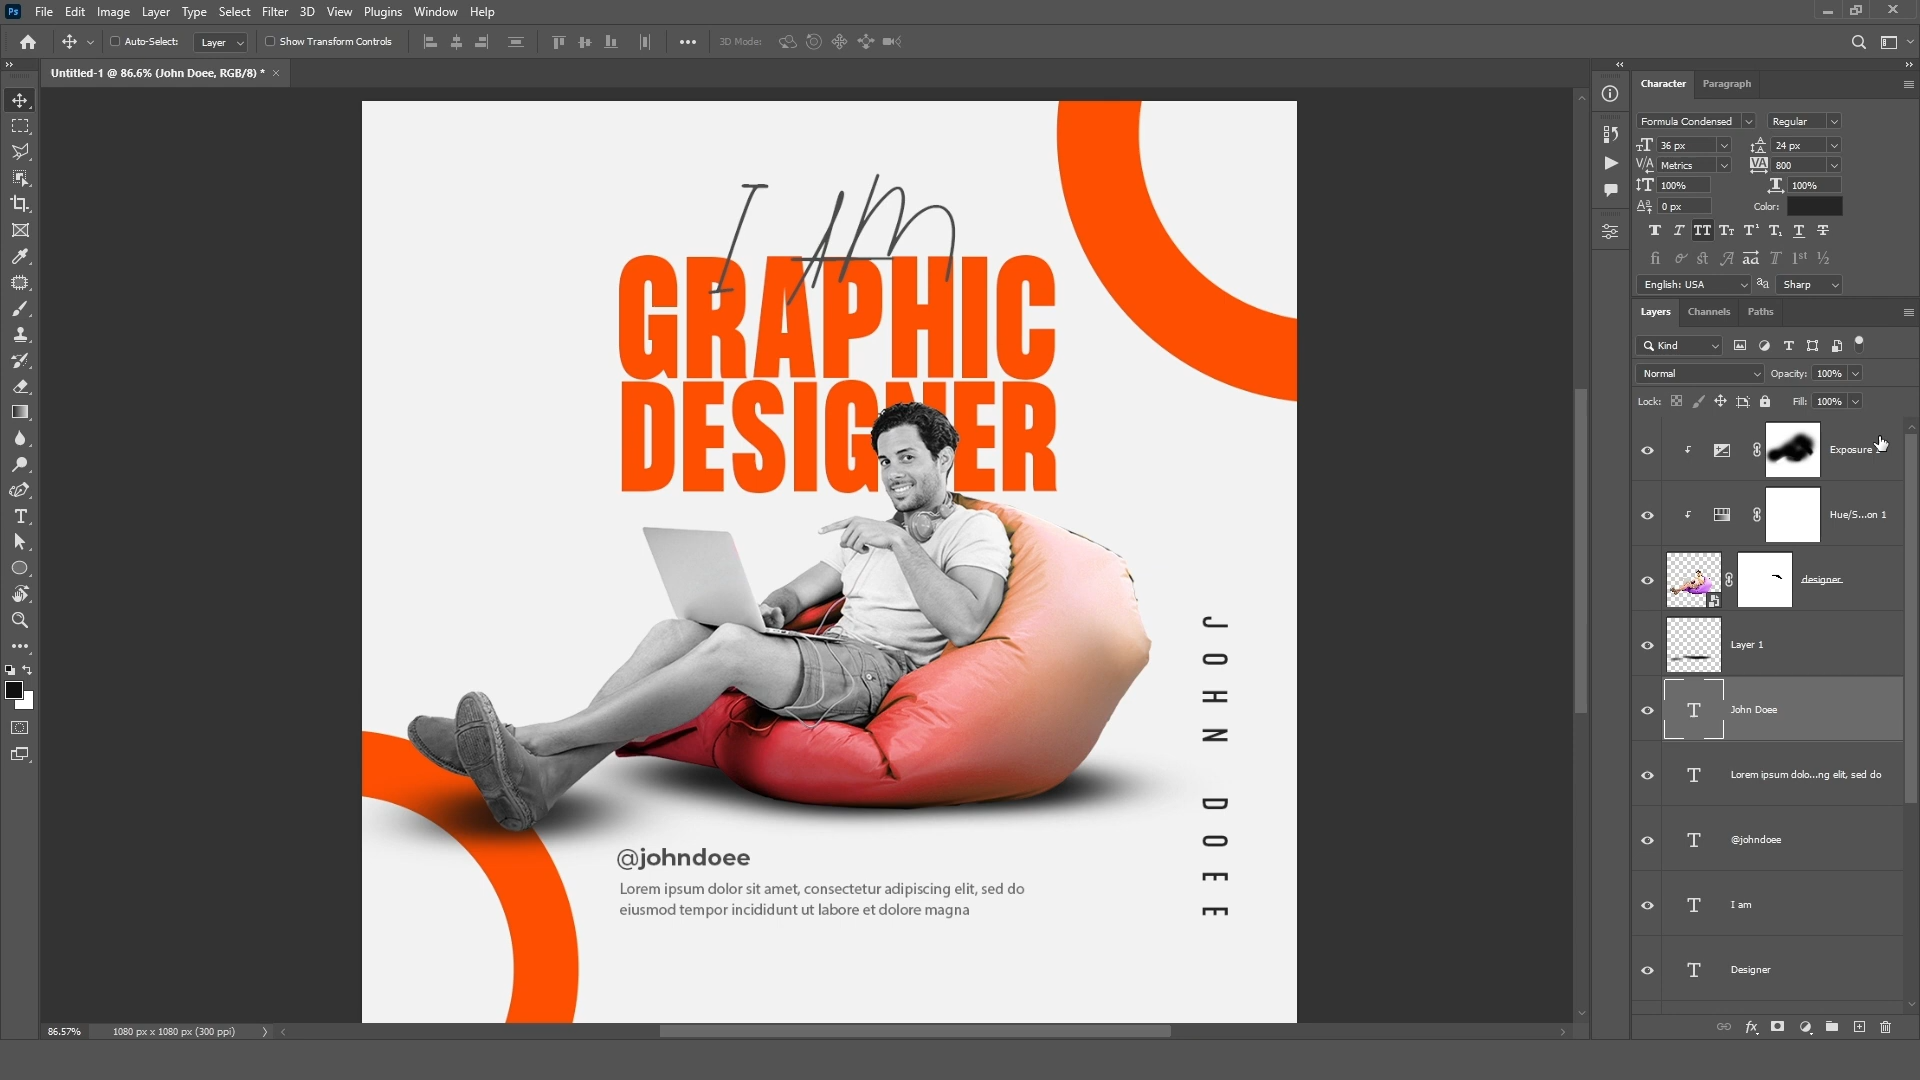 Ps File Edit Image Layer Type Select Filter 3D View Plugins Window Help
Auto-Select: Layer Show Transform Controls 3D Mode:
Untitled-1 @ 86.6% (John Doee, RGB/8) *
I AM
GRAPHIC
DESIGNER
JOHN DOEE
@johndoee
Lorem ipsum dolor sit amet, consectetur adipiscing elit, sed do
eiusmod tempor incididunt ut labore et dolore magna
86.57% 1080 px x 1080 px (300 ppi)
Character Paragraph
Formula Condensed Regular
36 px 24 px
Metrics 800
100% 100%
0 px Color:
English: USA Sharp
Layers Channels Paths
Kind
Normal Opacity: 100%
Lock: Fill: 100%
Exposure
Hue/S...on 1
designer
Layer 1
John Doee
Lorem ipsum dolo...ng elit, sed do
@johndoee
I am
Designer